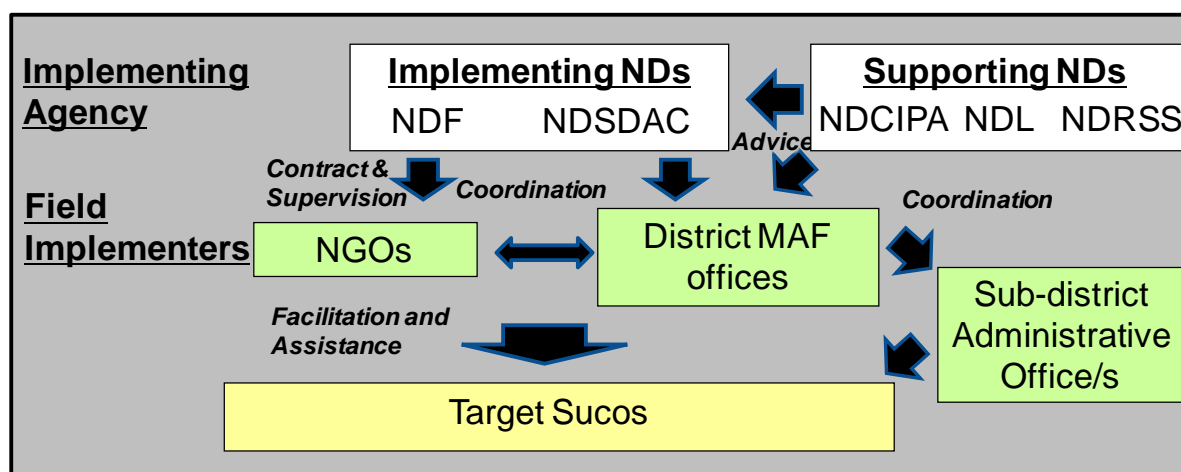 Implementing
Agency
Implementing NDs
NDF NDSDAC
Supporting NDs
NDCIPA NDL NDRSS
Advice
Contract &
Supervision
Coordination
Coordination
Field
Implementers
NGOs
District MAF
offices
Sub-district
Administrative
Office/s
Facilitation and
Assistance
Target Sucos